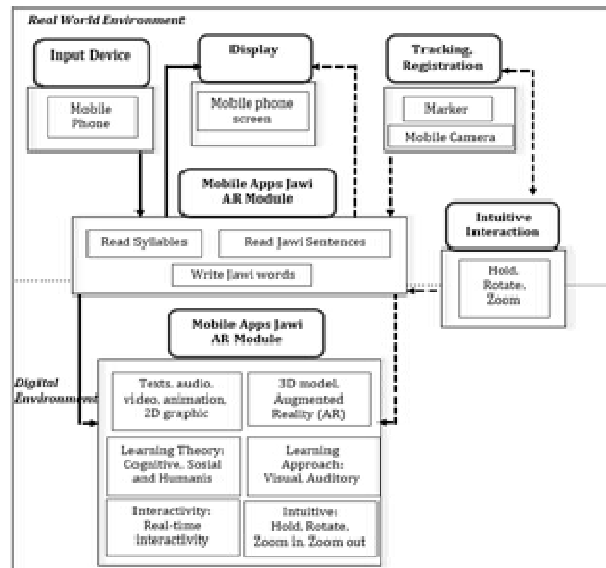 Real World Environment
Input Device
Mobile
Phone
Display
Mobile phone
screen
Tracking,
Registration
Marker
Mobile Camera
Mobile Apps Jawi
AR Module
Read Syllables
Read Jawi Sentences
Write Jawi words
Intuitive
Interaction
Hold,
Rotate,
Zoom
Mobile Apps Jawi
AR Module
Digital
Environment
Texts, audio,
video, animation,
2D graphic
3D model,
Augmented
Reality (AR)
Learning Theory:
Cognitive, Sosial
and Humanis
Learning
Approach:
Visual, Auditory
Interactivity:
Real-time
interactivity
Intuitive:
Hold, Rotate,
Zoom in, Zoom out